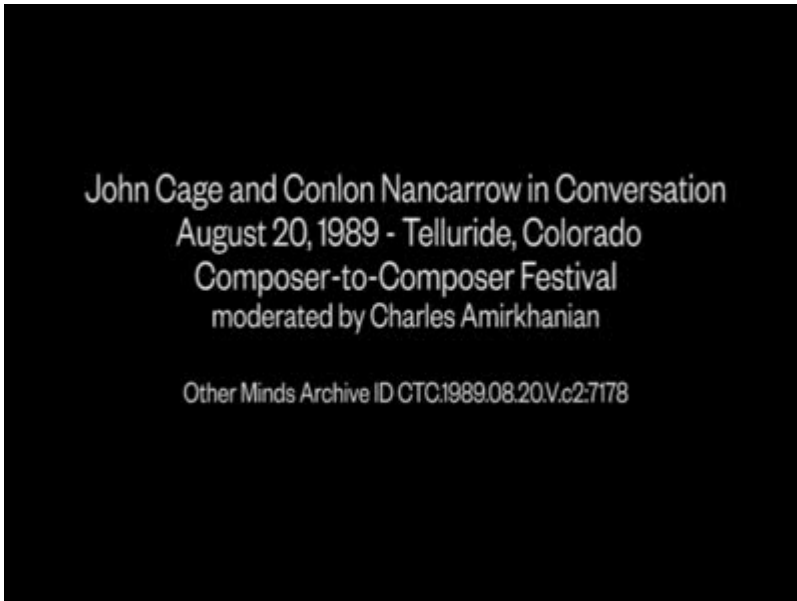 John Cage and Conlon Nancarrow in Conversation
August 20, 1989 - Telluride, Colorado
Composer-to-Composer Festival
moderated by Charles Amirkhanian
Other Minds Archive ID CTC.1989.08.20.V.c2:7178